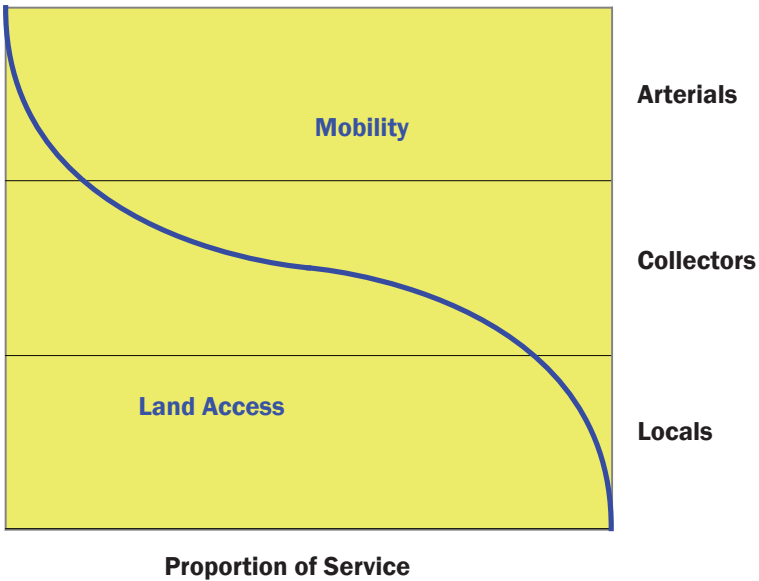 Arterials
Mobility
Collectors
Land Access
Locals
Proportion of Service